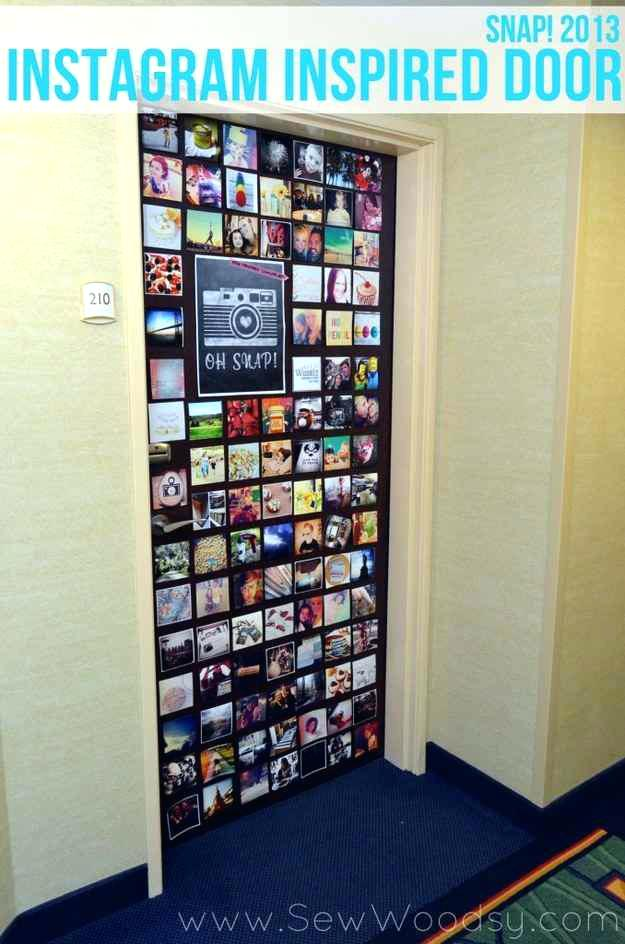 SNAP! 2013
INSTAGRAM INSPIRED DOOR
210
OH SNAP!
www.SewWoodsy.com